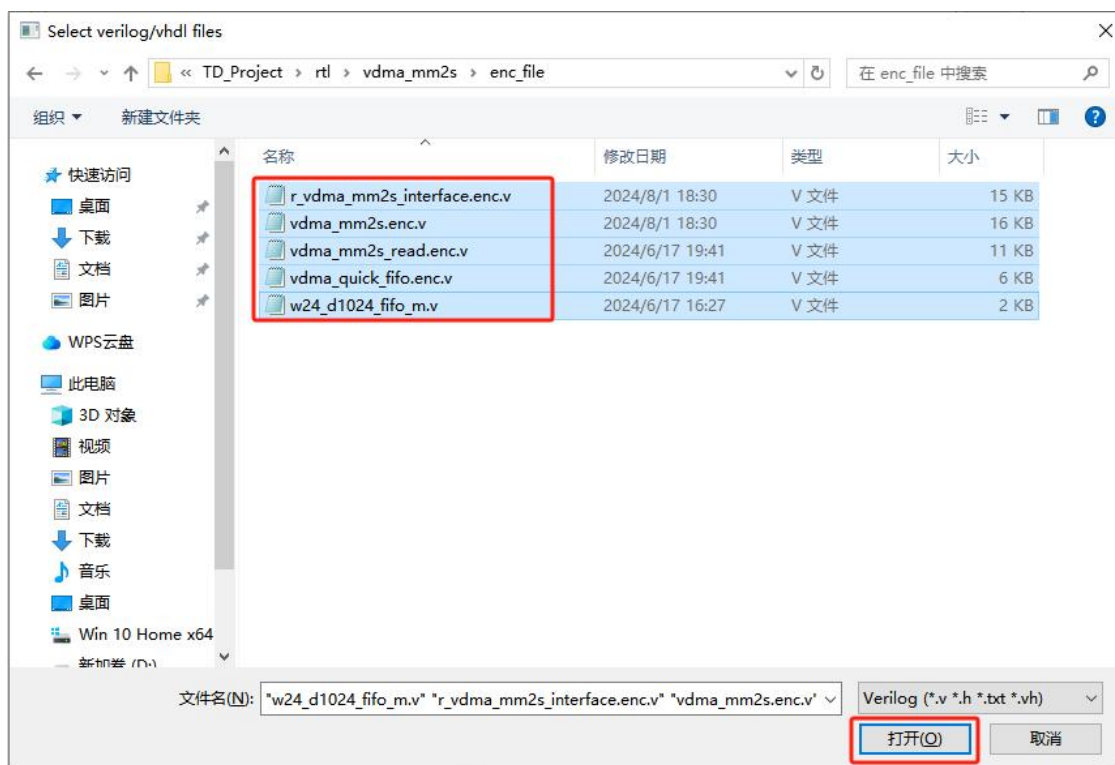 Select verilog/vhdl files
« TD_Project › rtl › vdma_mm2s › enc_file
在 enc_file 中搜索
组织 新建文件夹
名称 修改日期 类型 大小
r_vdma_mm2s_interface.enc.v 2024/8/1 18:30 V 文件 15 KB
vdma_mm2s.enc.v 2024/8/1 18:30 V 文件 16 KB
vdma_mm2s_read.enc.v 2024/6/17 19:41 V 文件 11 KB
vdma_quick_fifo.enc.v 2024/6/17 19:41 V 文件 6 KB
w24_d1024_fifo_m.v 2024/6/17 16:27 V 文件 2 KB
快速访问
桌面
下载
文档
图片
WPS云盘
此电脑
3D 对象
视频
图片
文档
下载
音乐
桌面
Win 10 Home x64
新加卷 (D:)
文件名(N): "w24_d1024_fifo_m.v" "r_vdma_mm2s_interface.enc.v" "vdma_mm2s.enc.v" Verilog (*.v *.h *.txt *.vh)
打开(O) 取消